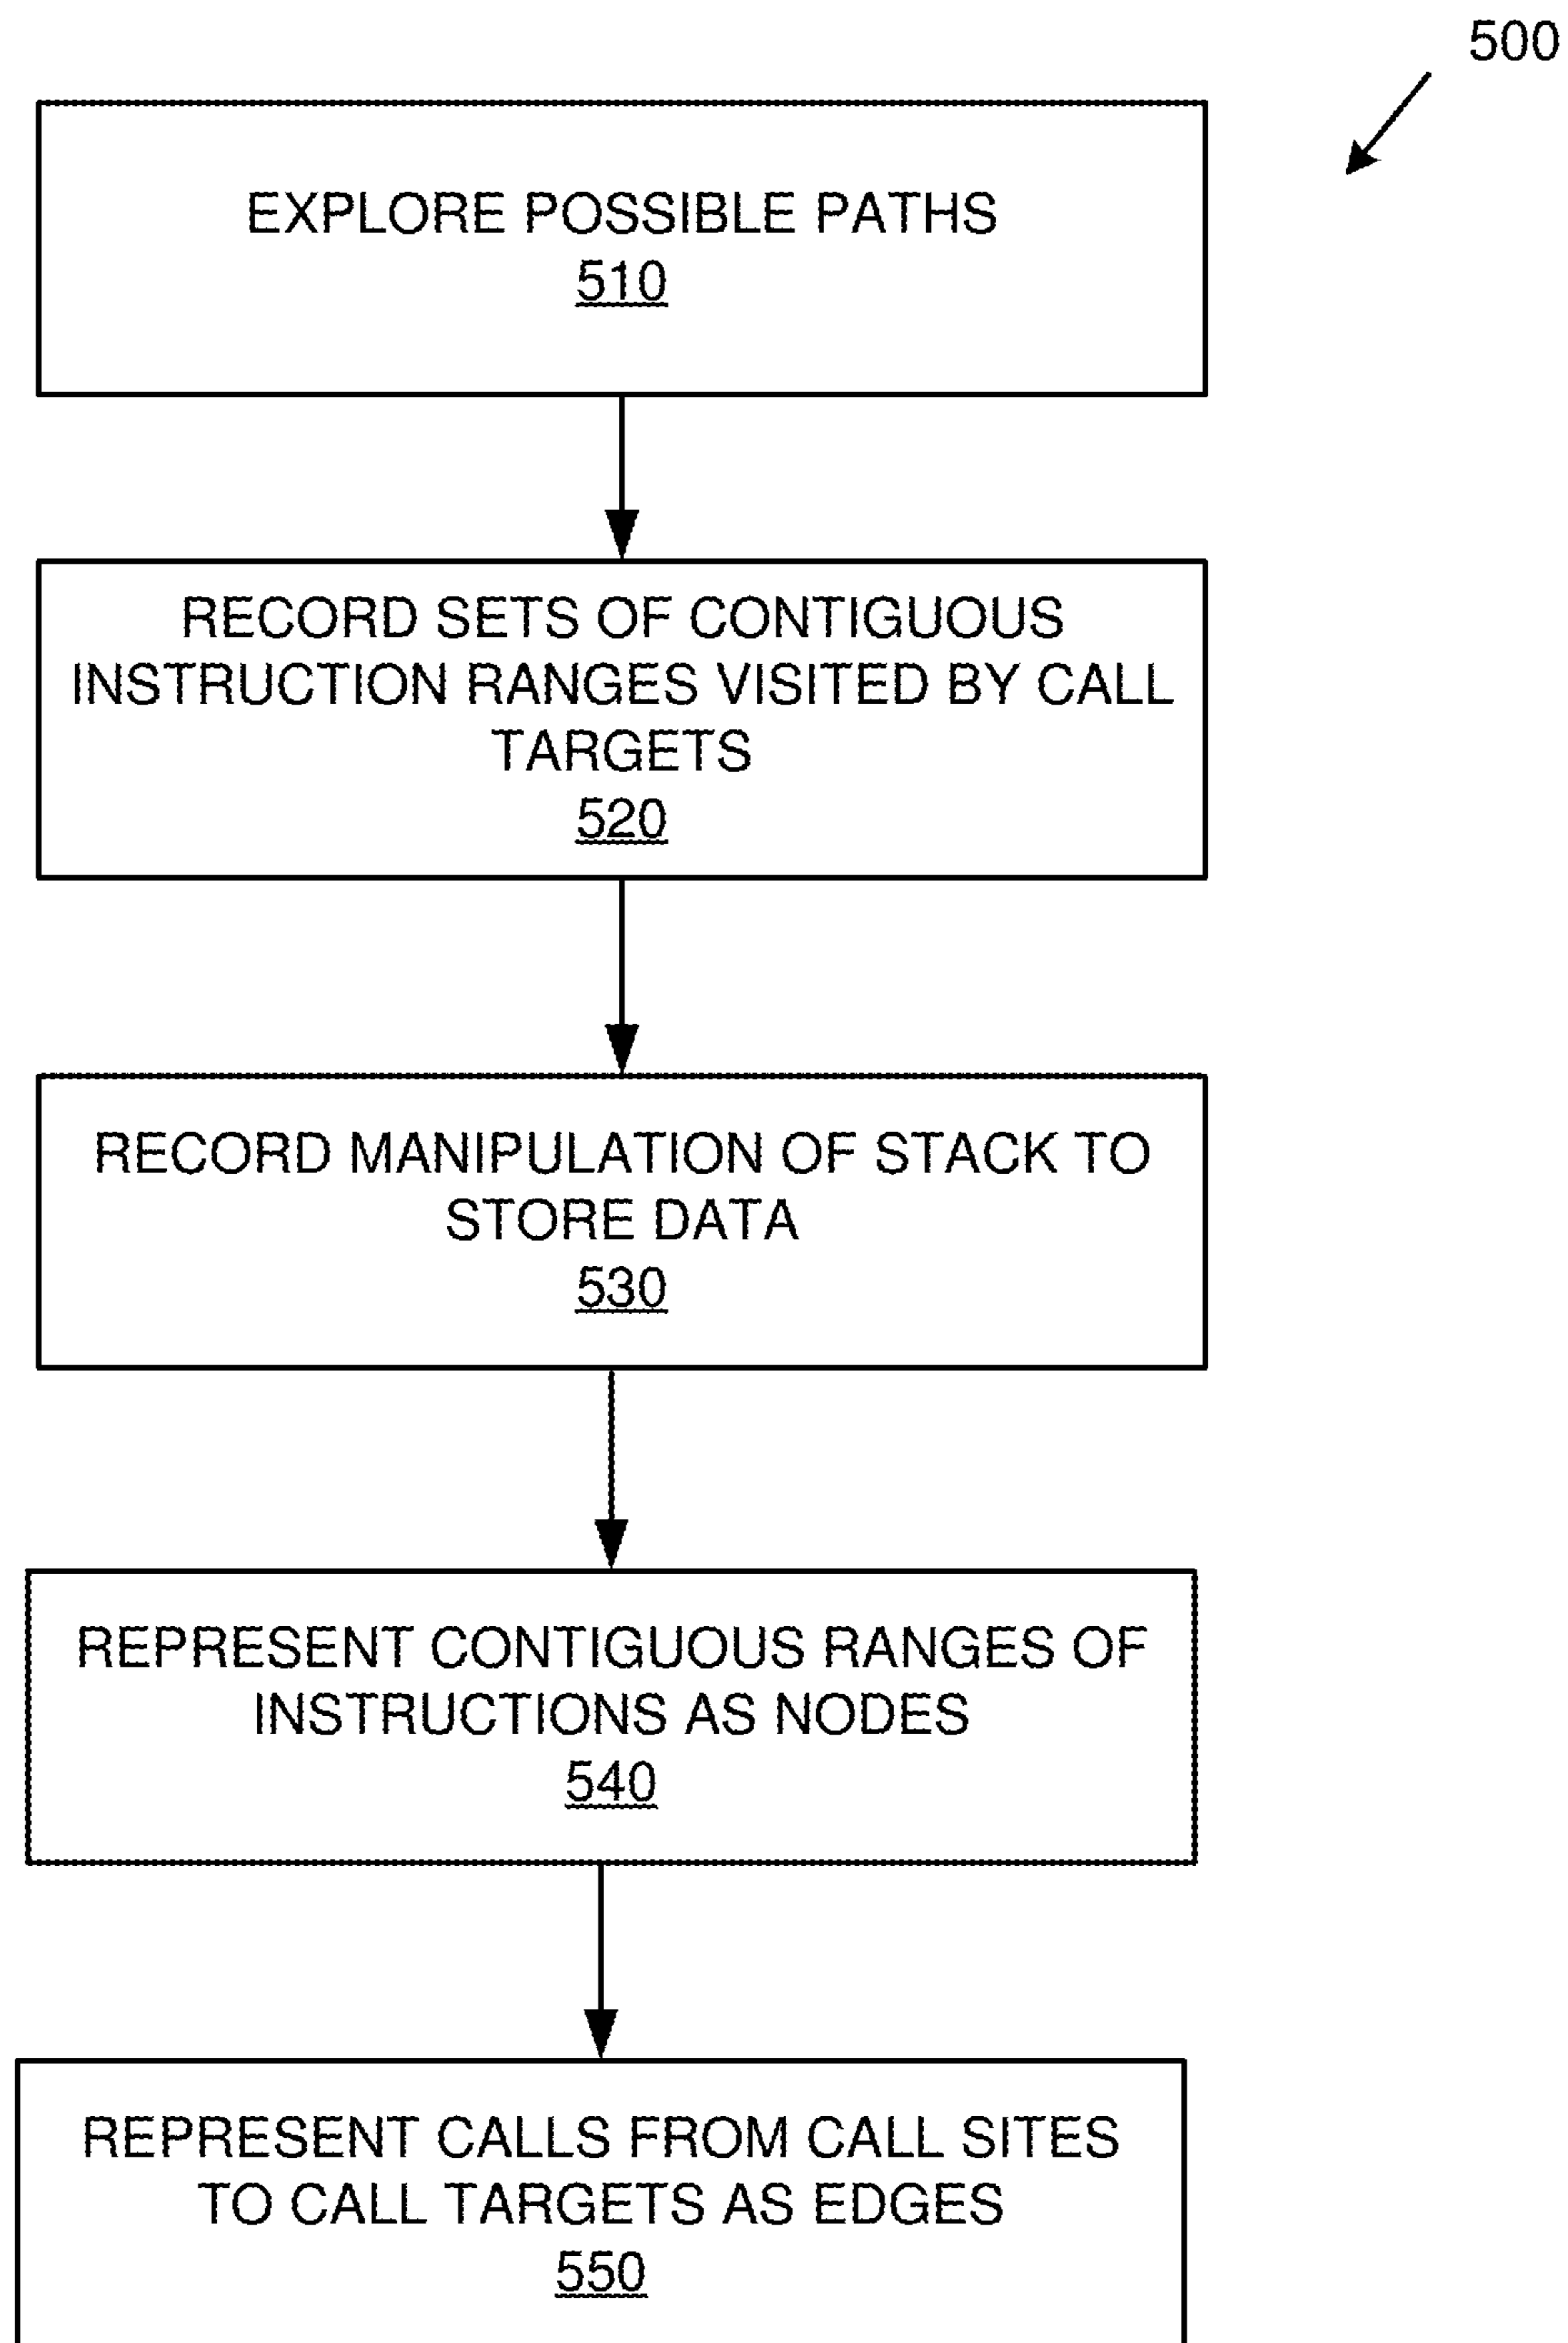 500
EXPLORE POSSIBLE PATHS
510
RECORD SETS OF CONTIGUOUS
INSTRUCTION RANGES VISITED BY CALL
TARGETS
520
RECORD MANIPULATION OF STACK TO
STORE DATA
530
REPRESENT CONTIGUOUS RANGES OF
INSTRUCTIONS AS NODES
540
REPRESENT CALLS FROM CALL SITES
TO CALL TARGETS AS EDGES
550